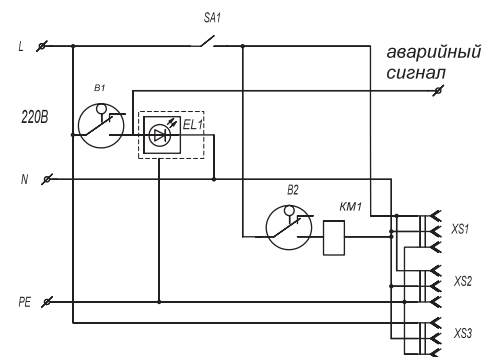 SA1
L
аварийный
сигнал
B1
220В
EL1
N
B2
KM1
XS1
XS2
PE
XS3